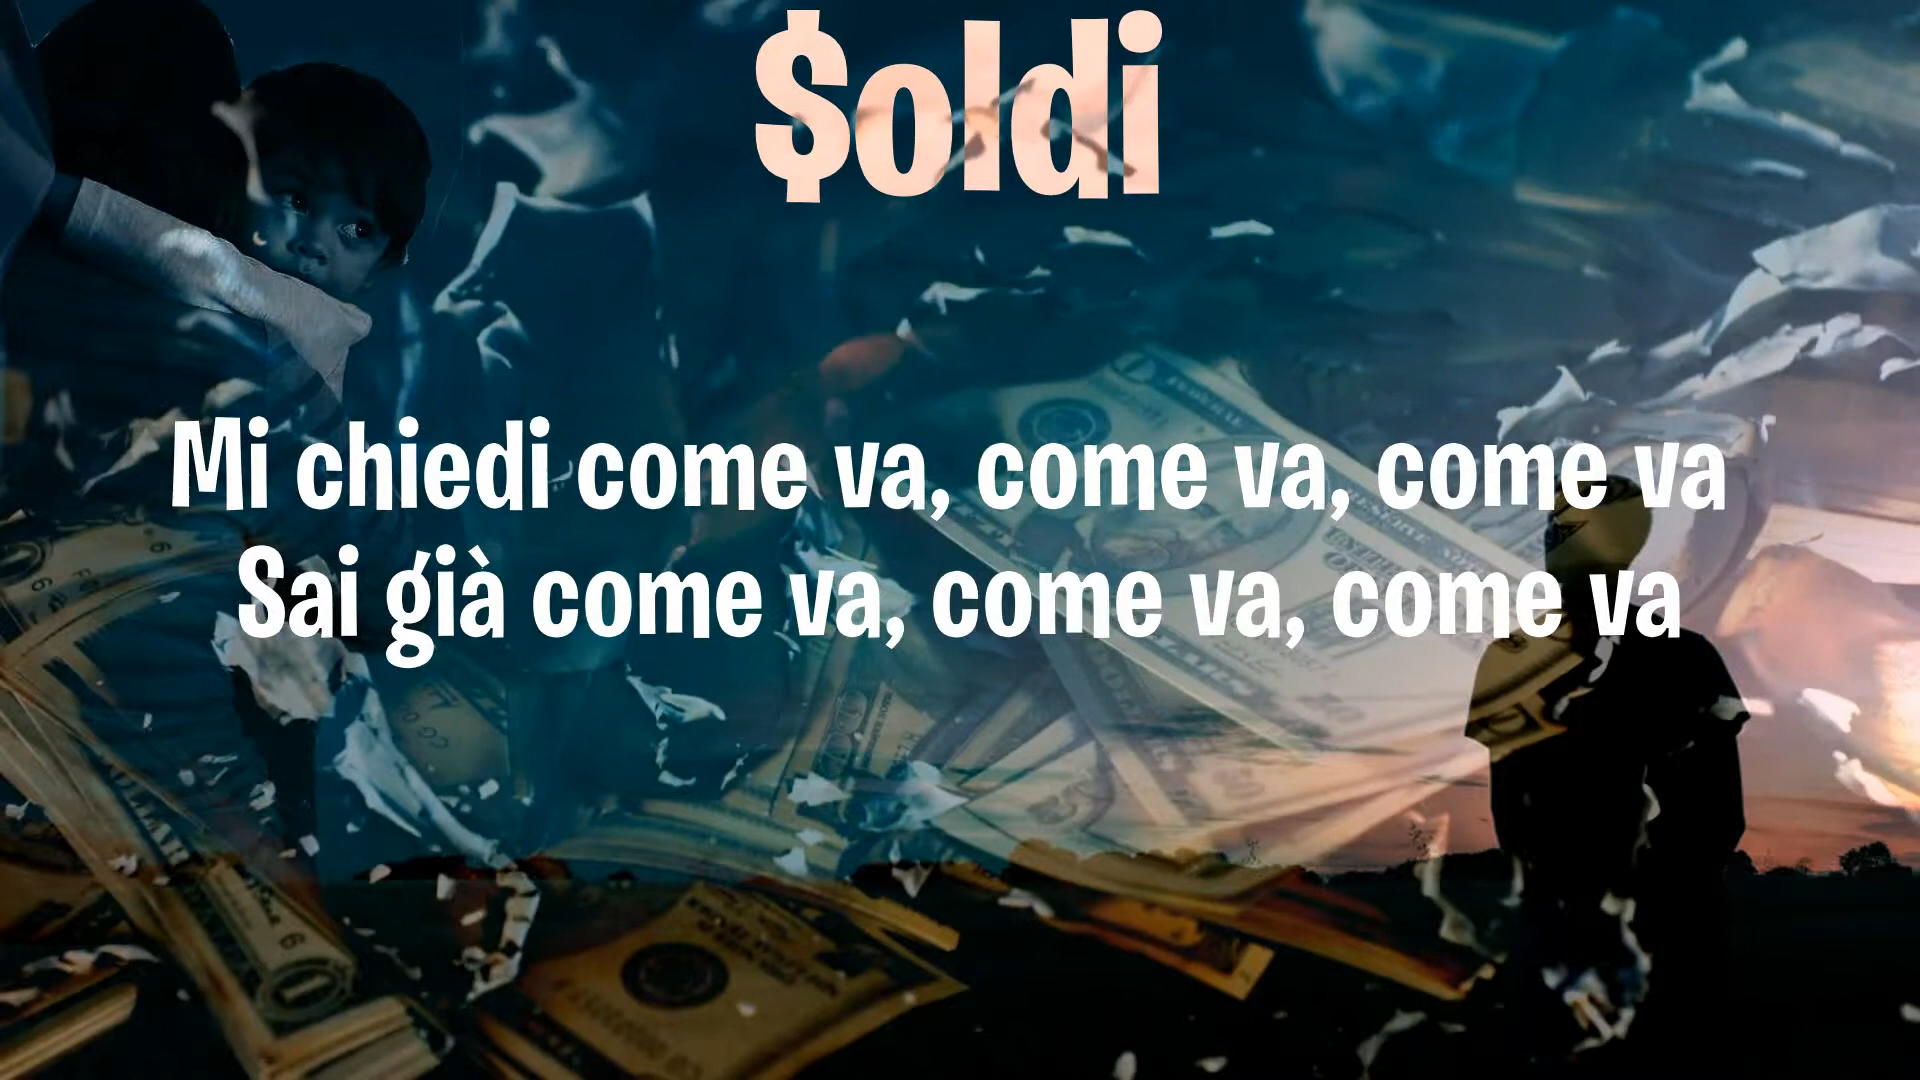 $oldi
Mi chiedi come va, come va, come va
Sai già come va, come va, come va